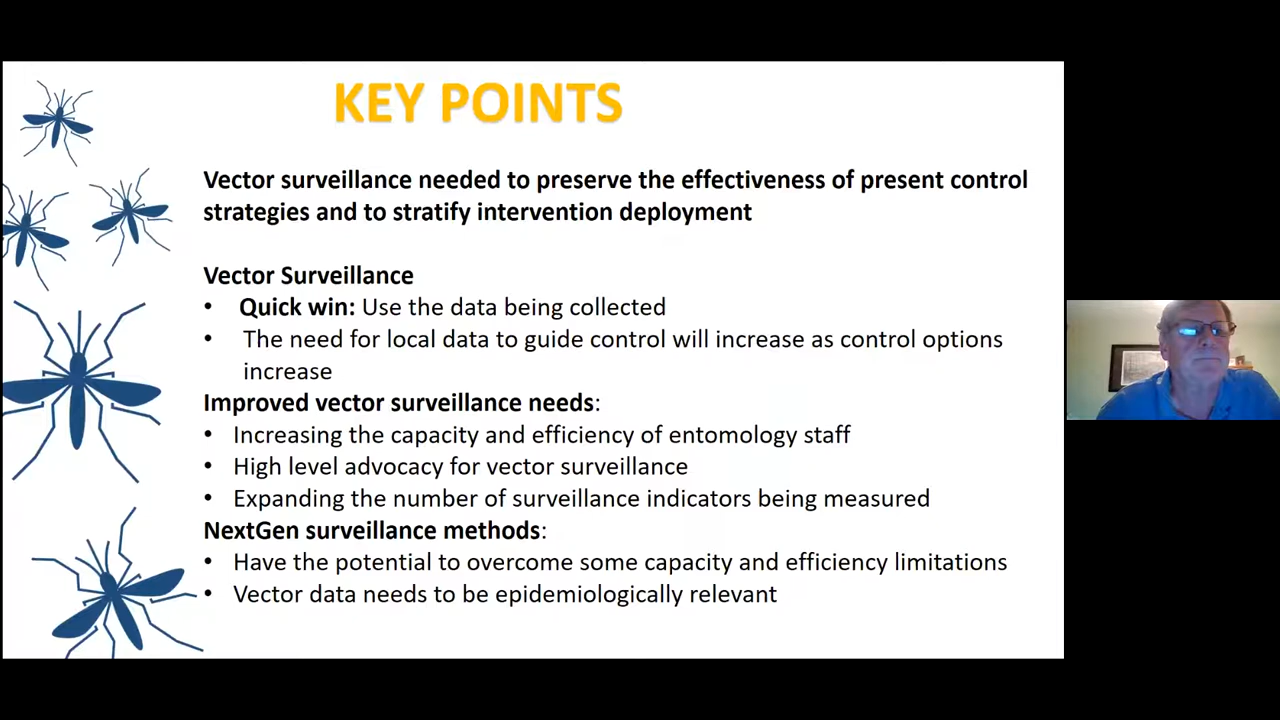 KEY POINTS
Vector surveillance needed to preserve the effectiveness of present control
strategies and to stratify intervention deployment
Vector Surveillance
• Quick win: Use the data being collected
• The need for local data to guide control will increase as control options
increase
Improved vector surveillance needs:
• Increasing the capacity and efficiency of entomology staff
• High level advocacy for vector surveillance
• Expanding the number of surveillance indicators being measured
NextGen surveillance methods:
• Have the potential to overcome some capacity and efficiency limitations
• Vector data needs to be epidemiologically relevant